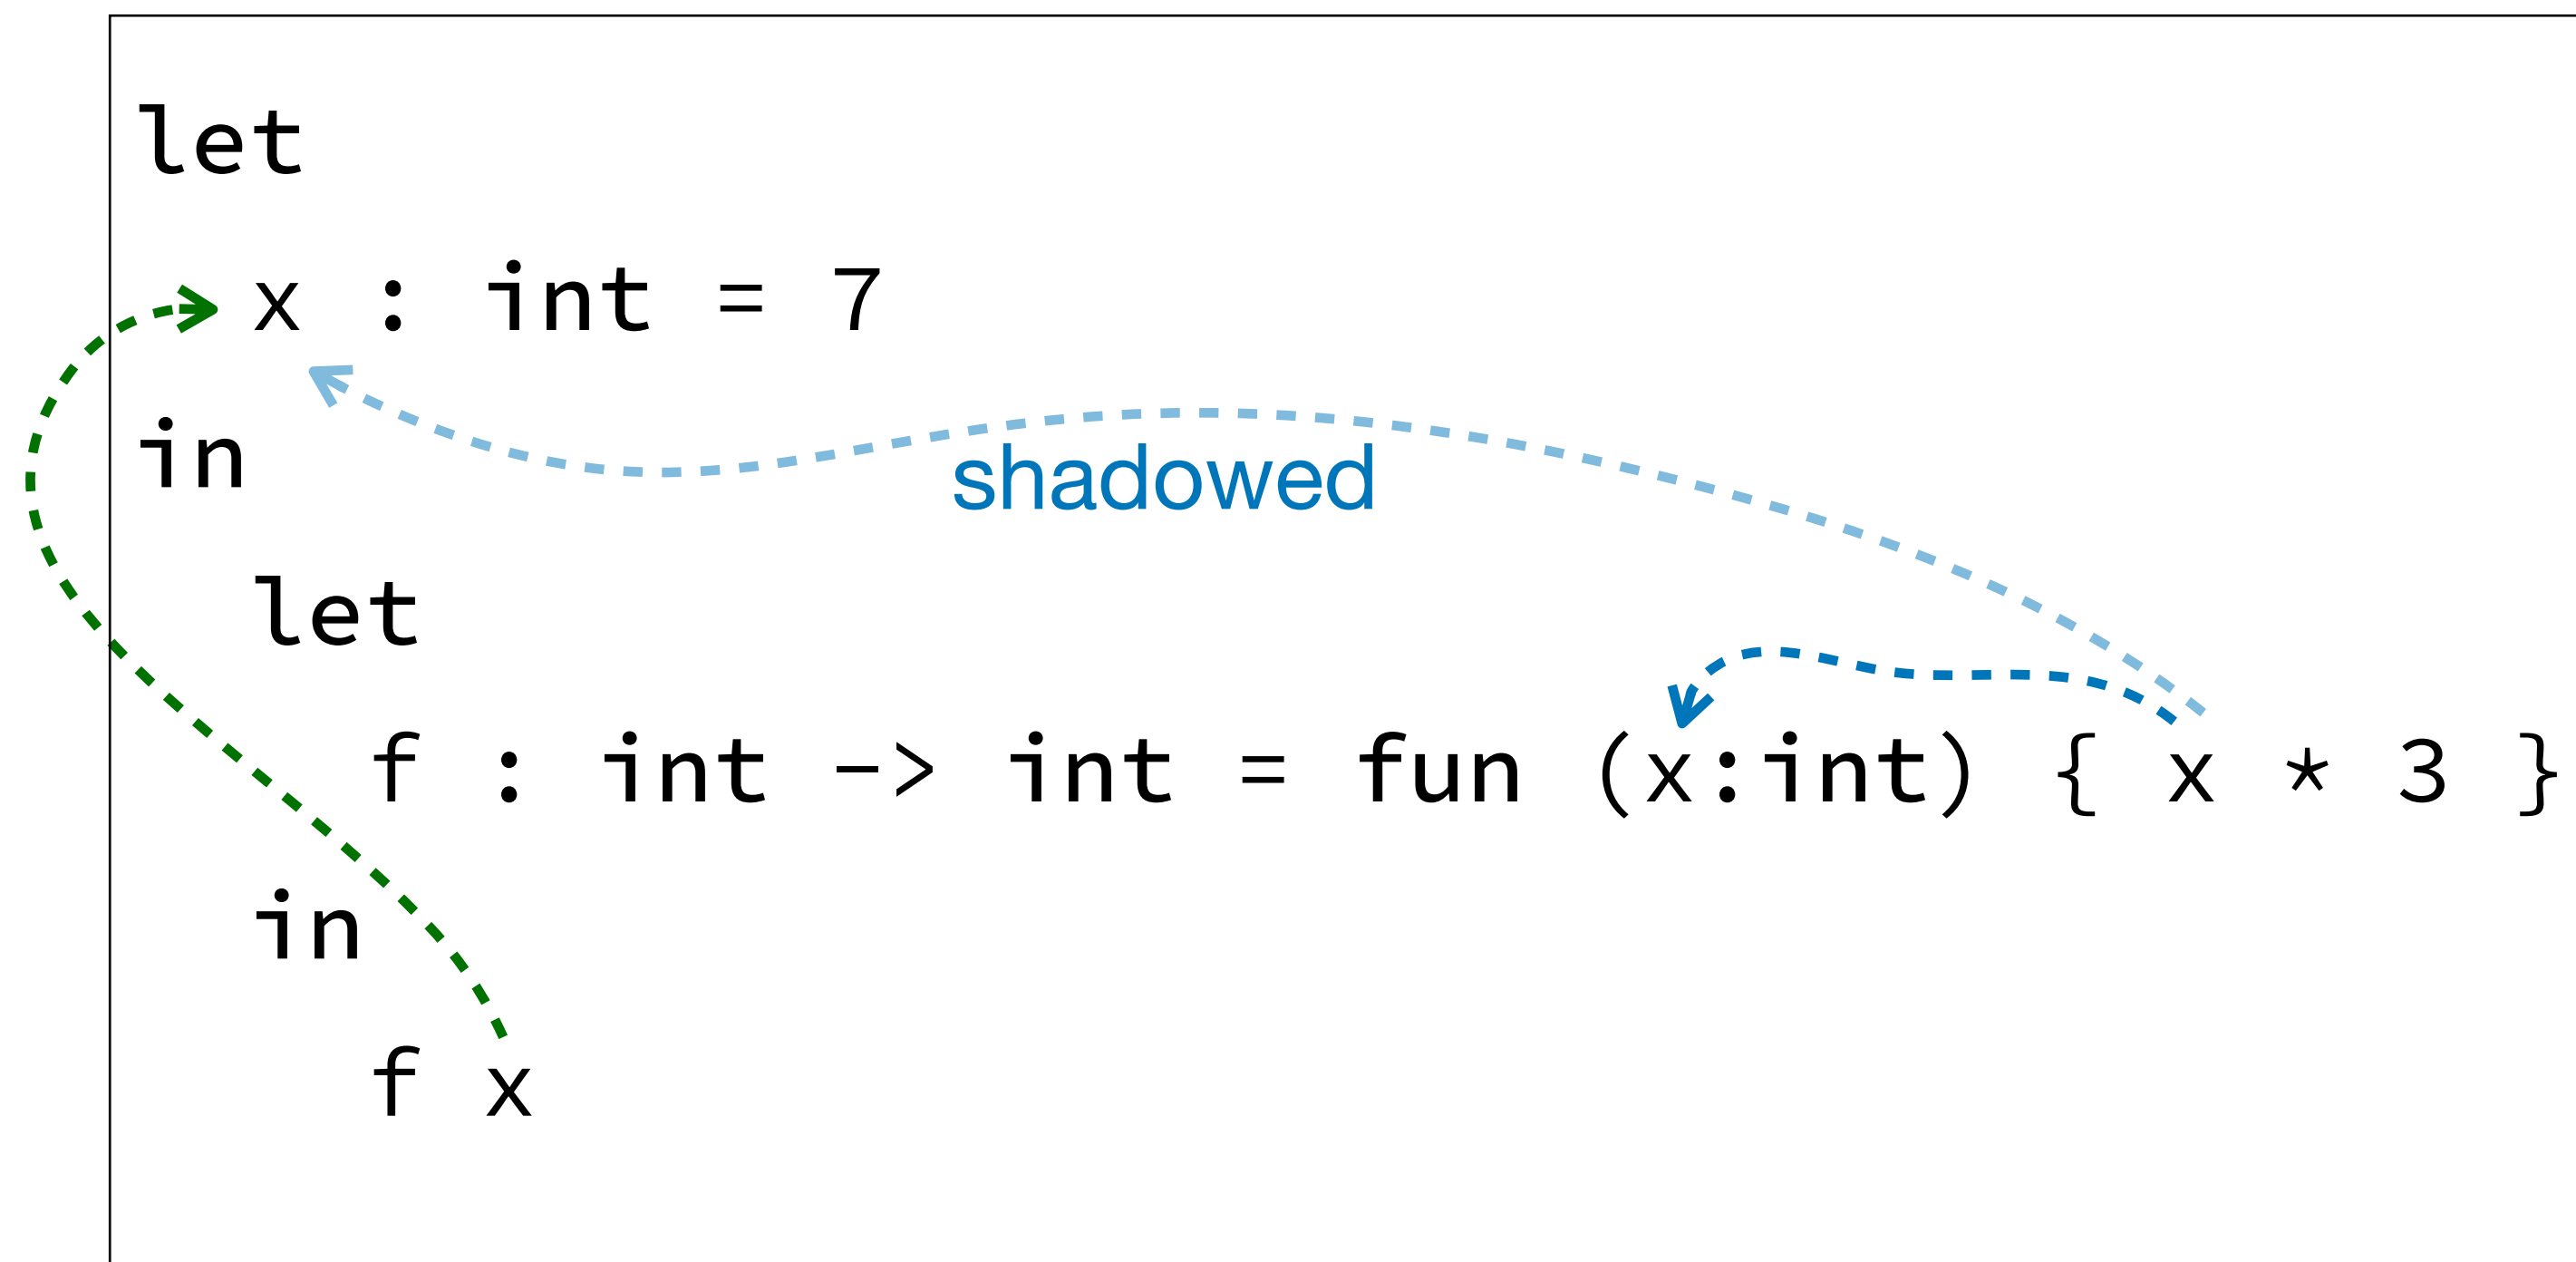 let
x : int = 7
in
shadowed
let
f : int -> int = fun (x:int) { x * 3 }
in
f x